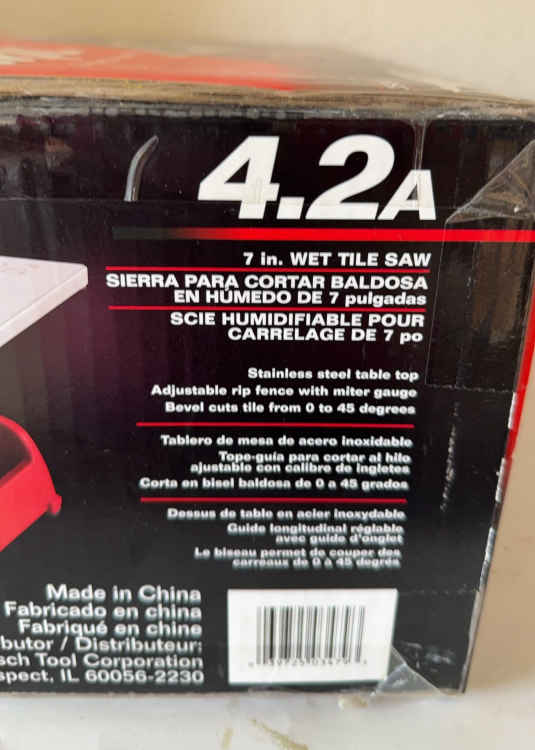 4.2A
7 in. WET TILE SAW
SIERRA PARA CORTAR BALDOSA
EN HÚMEDO DE 7 pulgadas
SCIE HUMIDIFIABLE POUR
CARRELAGE DE 7 po
Stainless steel table top
Adjustable rip fence with miter gauge
Bevel cuts tile from 0 to 45 degrees
Tablero de mesa de acero inoxidable
Tope-guía para cortar al hilo
ajustable con calibre de ingletes
Corta en bisel baldosa de 0 a 45 grados
Dessus de table en acier inoxydable
Guide longitudinal réglable
avec guide d'onglet
Le biseau permet de couper des
carreaux de 0 à 45 degrés
Made in China
Fabricado en china
Fabriqué en chine
butor / Distributeur:
sch Tool Corporation
spect, IL 60056-2230